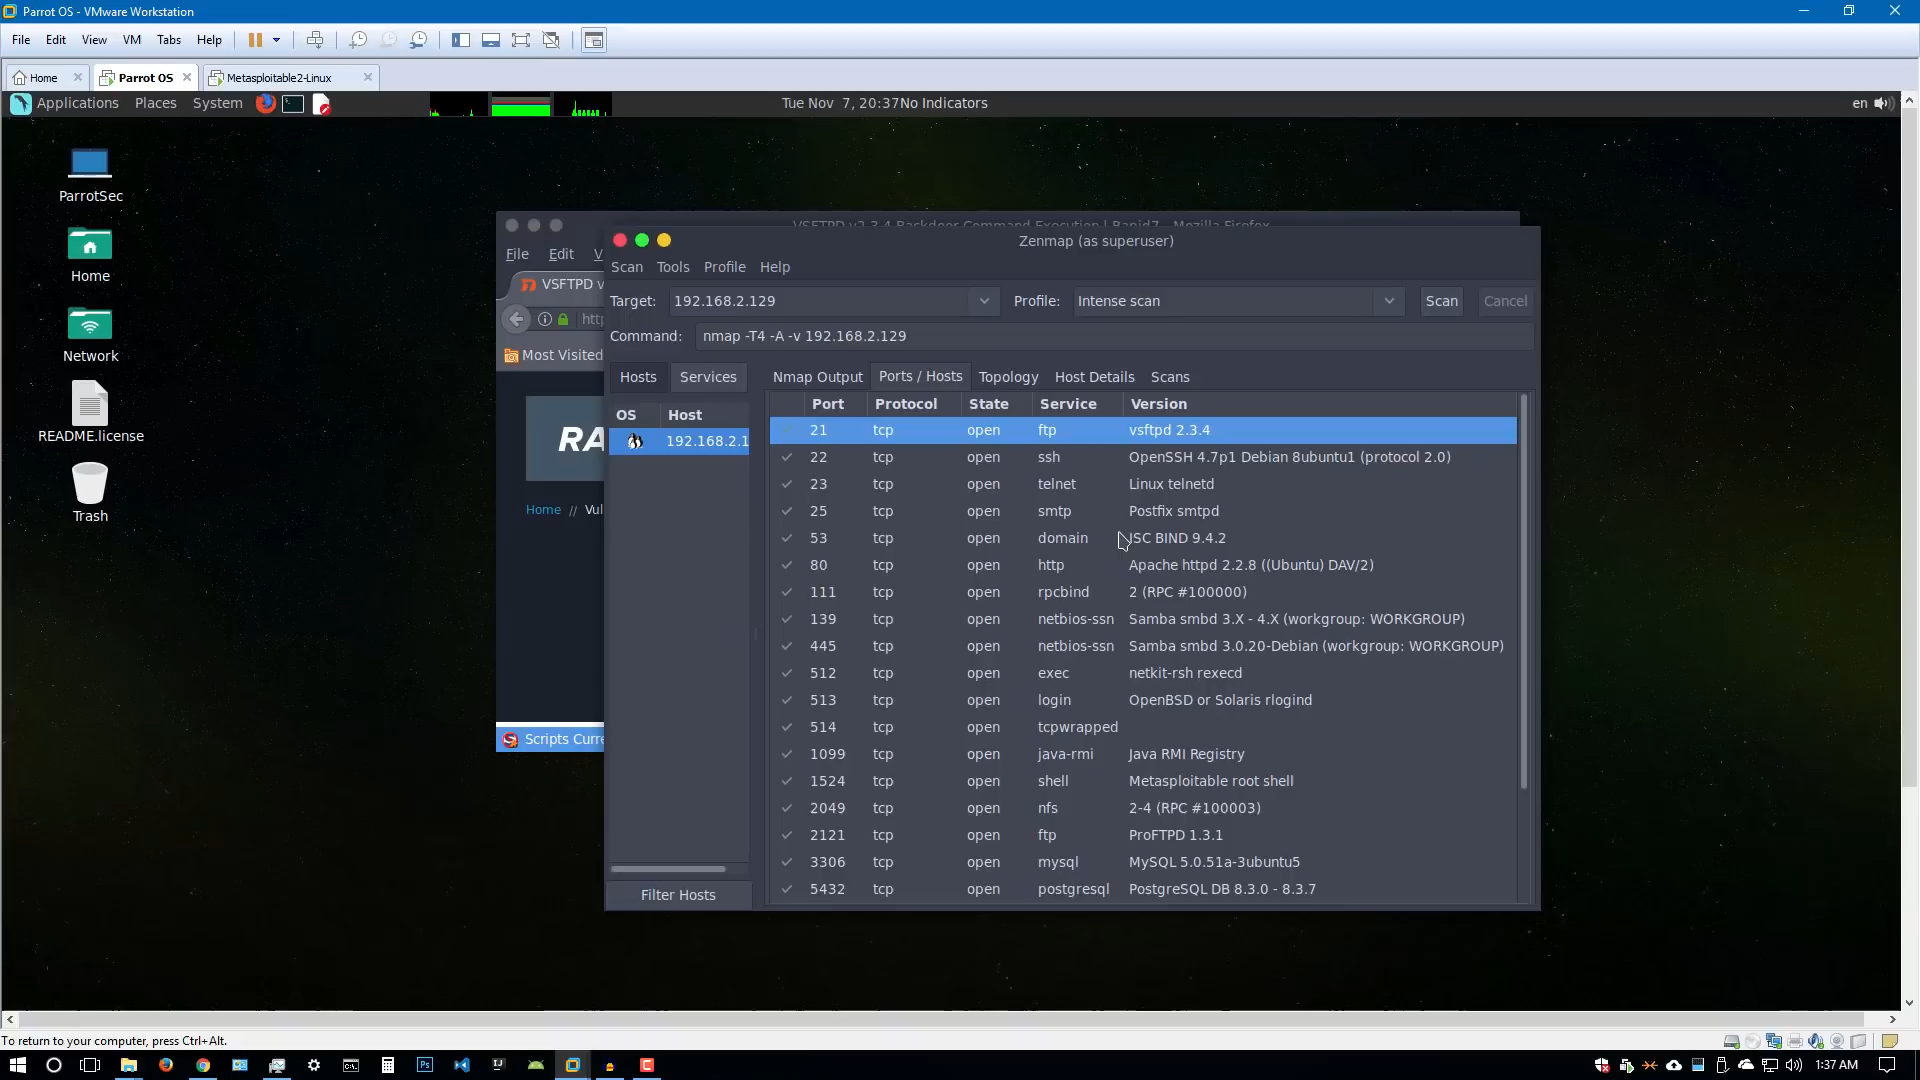 Parrot OS - VMware Workstation
File Edit View VM Tabs Help
Home Parrot OS Metasploitable2-Linux
Applications Places System Tue Nov 7, 20:37No Indicators en
ParrotSec
Home
Network
README.license
Trash
VSFTPD v2.3.4 Backdoor Command Execution | Rapid7 - Mozilla Firefox
File Edit V
VSFTPD v
http
Most Visited
RA
Home // Vul
Scripts Curre
Zenmap (as superuser)
Scan Tools Profile Help
Target: 192.168.2.129 Profile: Intense scan Scan Cancel
Command: nmap -T4 -A -v 192.168.2.129
Hosts Services Nmap Output Ports / Hosts Topology Host Details Scans
OS Host
192.168.2.1
Filter Hosts
Port Protocol State Service Version
21 tcp open ftp vsftpd 2.3.4
22 tcp open ssh OpenSSH 4.7p1 Debian 8ubuntu1 (protocol 2.0)
23 tcp open telnet Linux telnetd
25 tcp open smtp Postfix smtpd
53 tcp open domain ISC BIND 9.4.2
80 tcp open http Apache httpd 2.2.8 ((Ubuntu) DAV/2)
111 tcp open rpcbind 2 (RPC #100000)
139 tcp open netbios-ssn Samba smbd 3.X - 4.X (workgroup: WORKGROUP)
445 tcp open netbios-ssn Samba smbd 3.0.20-Debian (workgroup: WORKGROUP)
512 tcp open exec netkit-rsh rexecd
513 tcp open login OpenBSD or Solaris rlogind
514 tcp open tcpwrapped
1099 tcp open java-rmi Java RMI Registry
1524 tcp open shell Metasploitable root shell
2049 tcp open nfs 2-4 (RPC #100003)
2121 tcp open ftp ProFTPD 1.3.1
3306 tcp open mysql MySQL 5.0.51a-3ubuntu5
5432 tcp open postgresql PostgreSQL DB 8.3.0 - 8.3.7
To return to your computer, press Ctrl+Alt.
1:37 AM